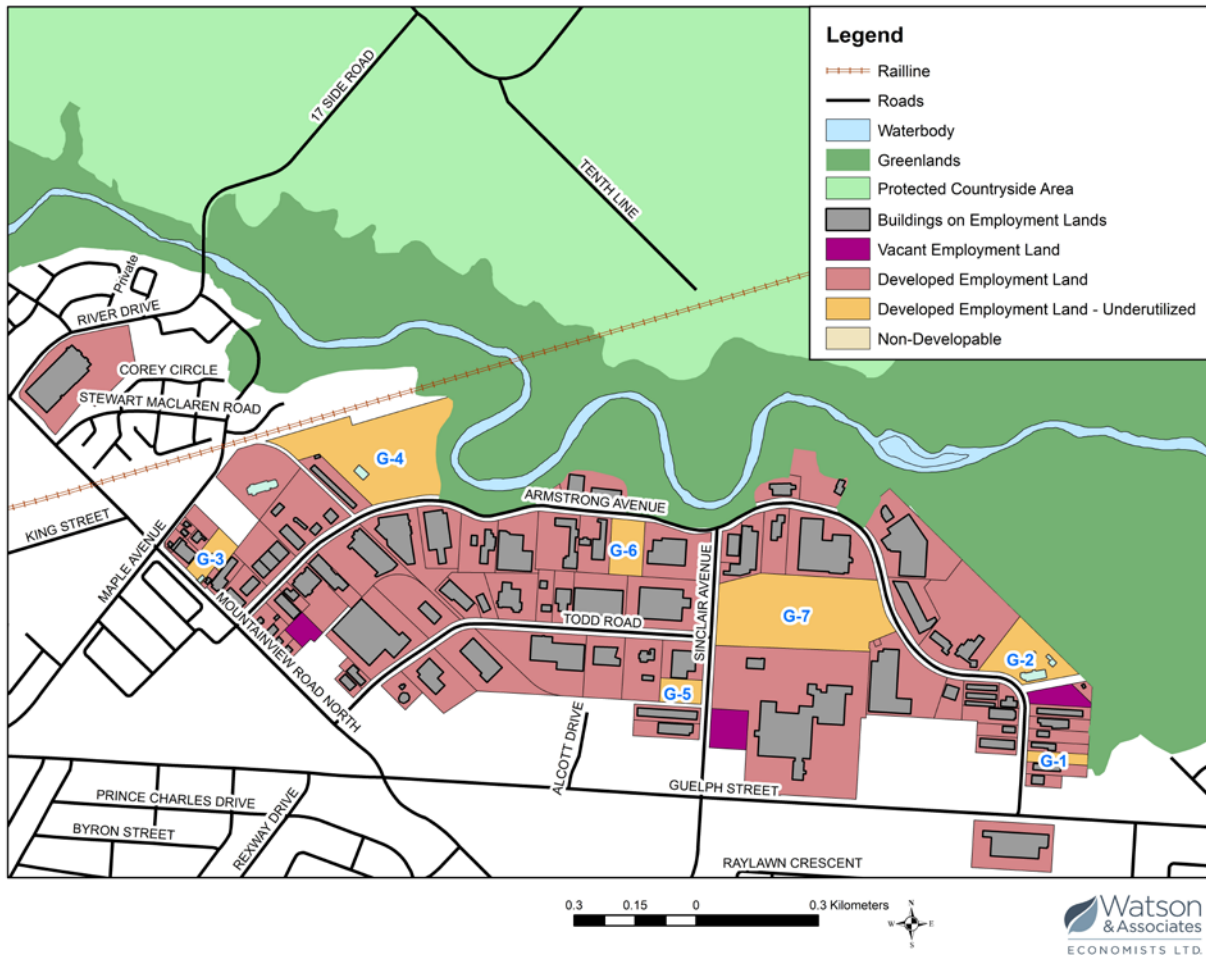 Legend
Railline
Roads
Waterbody
Greenlands
Protected Countryside Area
Buildings on Employment Lands
Vacant Employment Land
Developed Employment Land
Developed Employment Land - Underutilized
Non-Developable
17 SIDE ROAD
TENTH LINE
Private
RIVER DRIVE
COREY CIRCLE
STEWART MACLAREN ROAD
G-4
ARMSTRONG AVENUE
KING STREET
G-3
G-6
MAPLE AVENUE
MOUNTAINVIEW ROAD NORTH
TODD ROAD
SINCLAIR AVENUE
G-7
G-2
G-5
ALCOTT DRIVE
G-1
GUELPH STREET
PRINCE CHARLES DRIVE
REXWAY DRIVE
BYRON STREET
RAYLAWN CRESCENT
0.3 0.15 0 0.3 Kilometers
N
W E
S
Watson
& Associates
ECONOMISTS LTD.